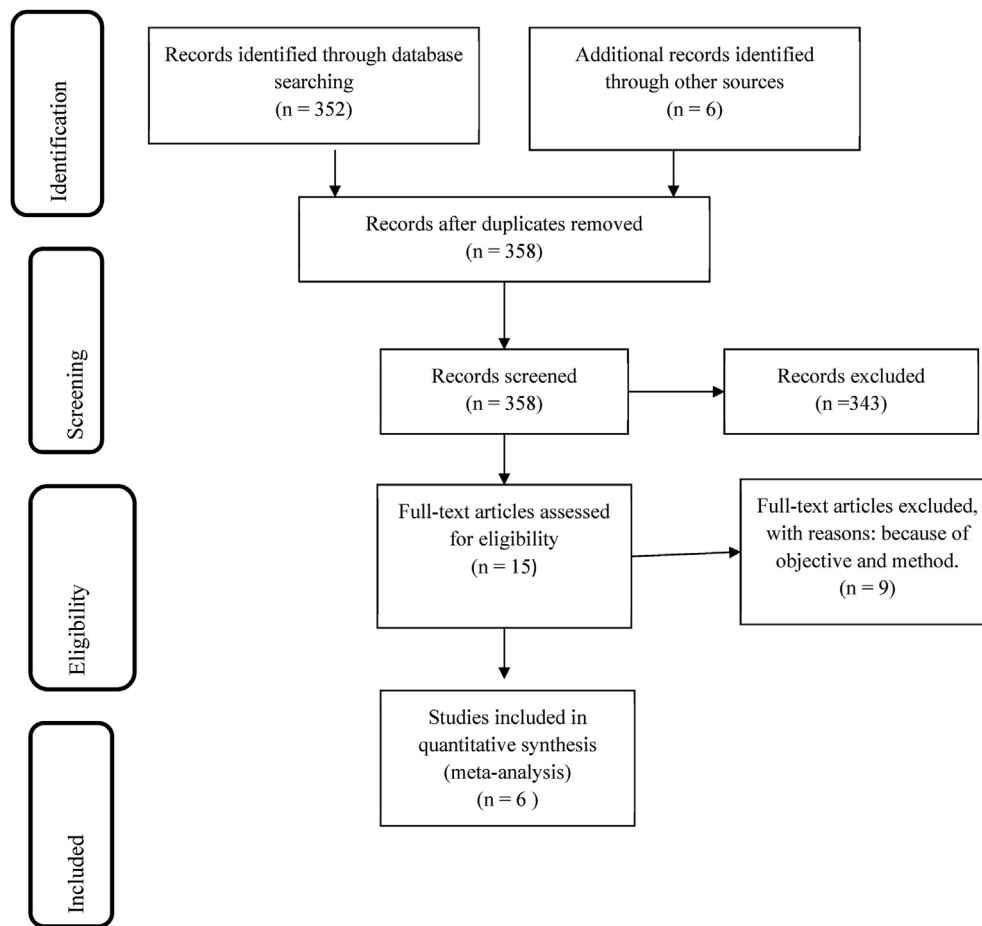 Identification
Records identified through database
searching
(n = 352)
Additional records identified
through other sources
(n = 6)
Records after duplicates removed
(n = 358)
Screening
Records screened
(n = 358)
Records excluded
(n =343)
Eligibility
Full-text articles assessed
for eligibility
(n = 15)
Full-text articles excluded,
with reasons: because of
objective and method.
(n = 9)
Included
Studies included in
quantitative synthesis
(meta-analysis)
(n = 6 )